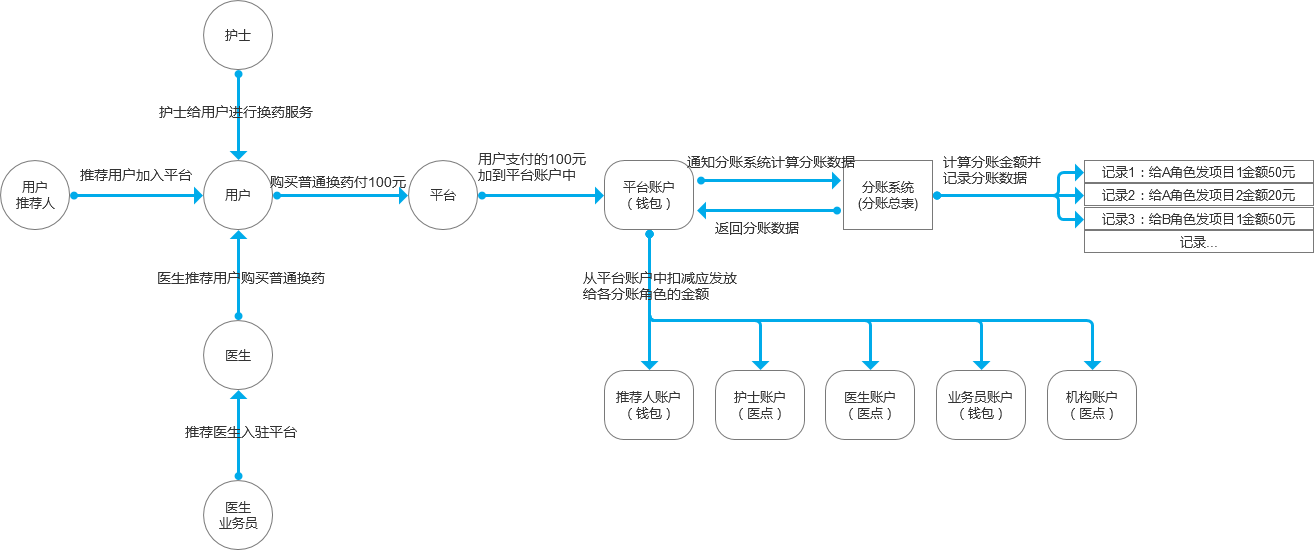 护士
护士给用户进行换药服务
用户
推荐人
推荐用户加入平台
用户
购买普通换药付100元
平台
用户支付的100元
加到平台账户中
平台账户
（钱包）
通知分账系统计算分账数据
返回分账数据
分账系统
(分账总表)
计算分账金额并
记录分账数据
记录1：给A角色发项目1金额50元
记录2：给A角色发项目2金额20元
记录3：给B角色发项目1金额50元
记录...
医生推荐用户购买普通换药
从平台账户中扣减应发放
给各分账角色的金额
医生
推荐人账户
（钱包）
护士账户
（医点）
医生账户
（医点）
业务员账户
（钱包）
机构账户
（医点）
推荐医生入驻平台
医生
业务员